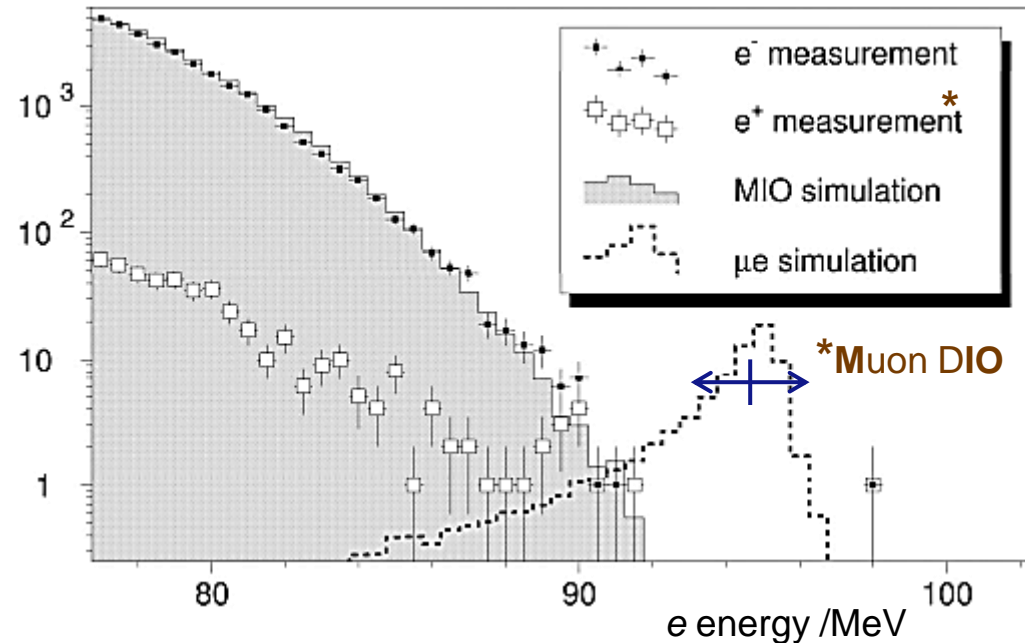 10³
10²
10
1
80
90
100
e energy /MeV
e⁻ measurement
e⁺ measurement*
MIO simulation
μe simulation
*Muon DIO